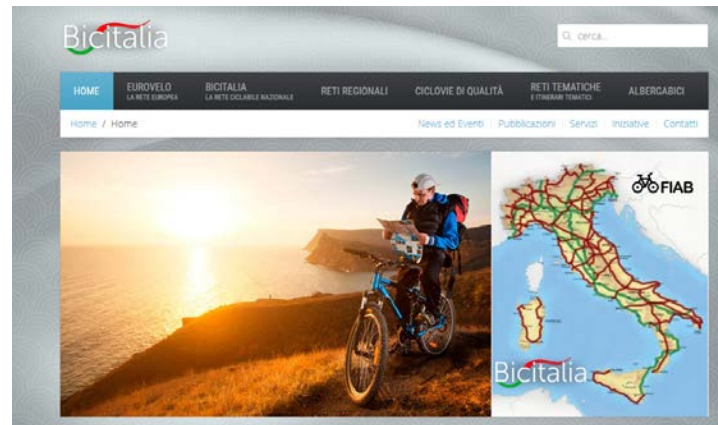 Bicitalia
cerca...
HOME
EUROVELO
LA RETE EUROPEA
BICITALIA
LA RETE CICLABILE NAZIONALE
RETI REGIONALI
CICLOVIE DI QUALITÀ
RETI TEMATICHE
E ITINERARI TEMATICI
ALBERGABICI
Home / Home
News ed Eventi Pubblicazioni Servizi Iniziative Contatti
FIAB
Bicitalia